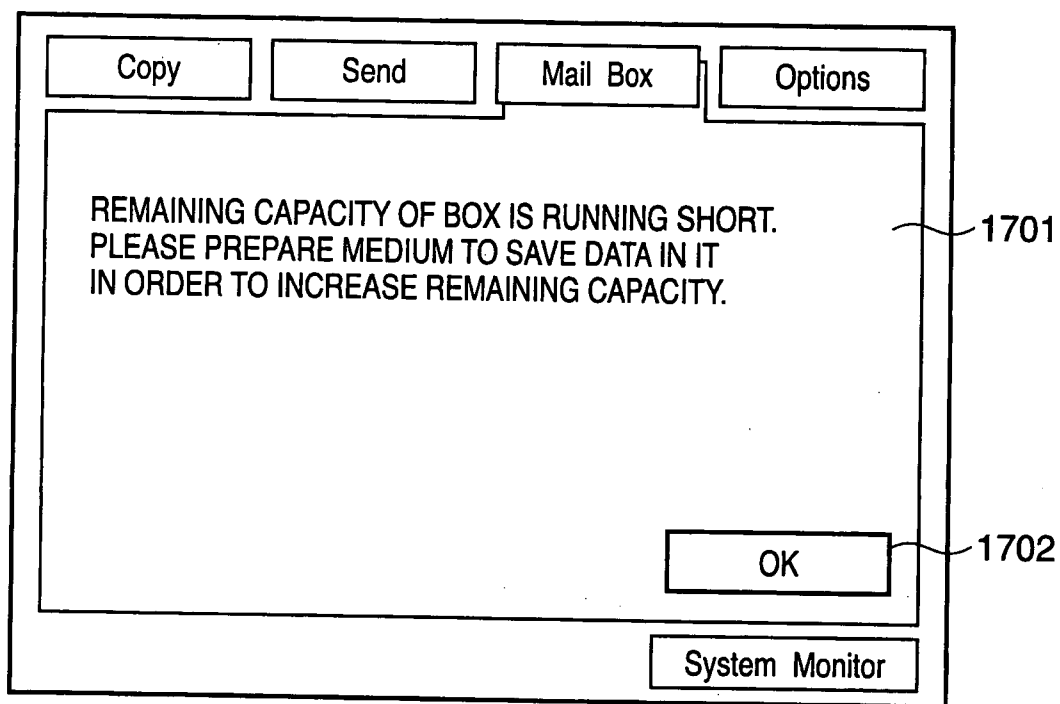 Copy Send Mail Box Options
REMAINING CAPACITY OF BOX IS RUNNING SHORT.
PLEASE PREPARE MEDIUM TO SAVE DATA IN IT
IN ORDER TO INCREASE REMAINING CAPACITY.
1701
OK
1702
System Monitor